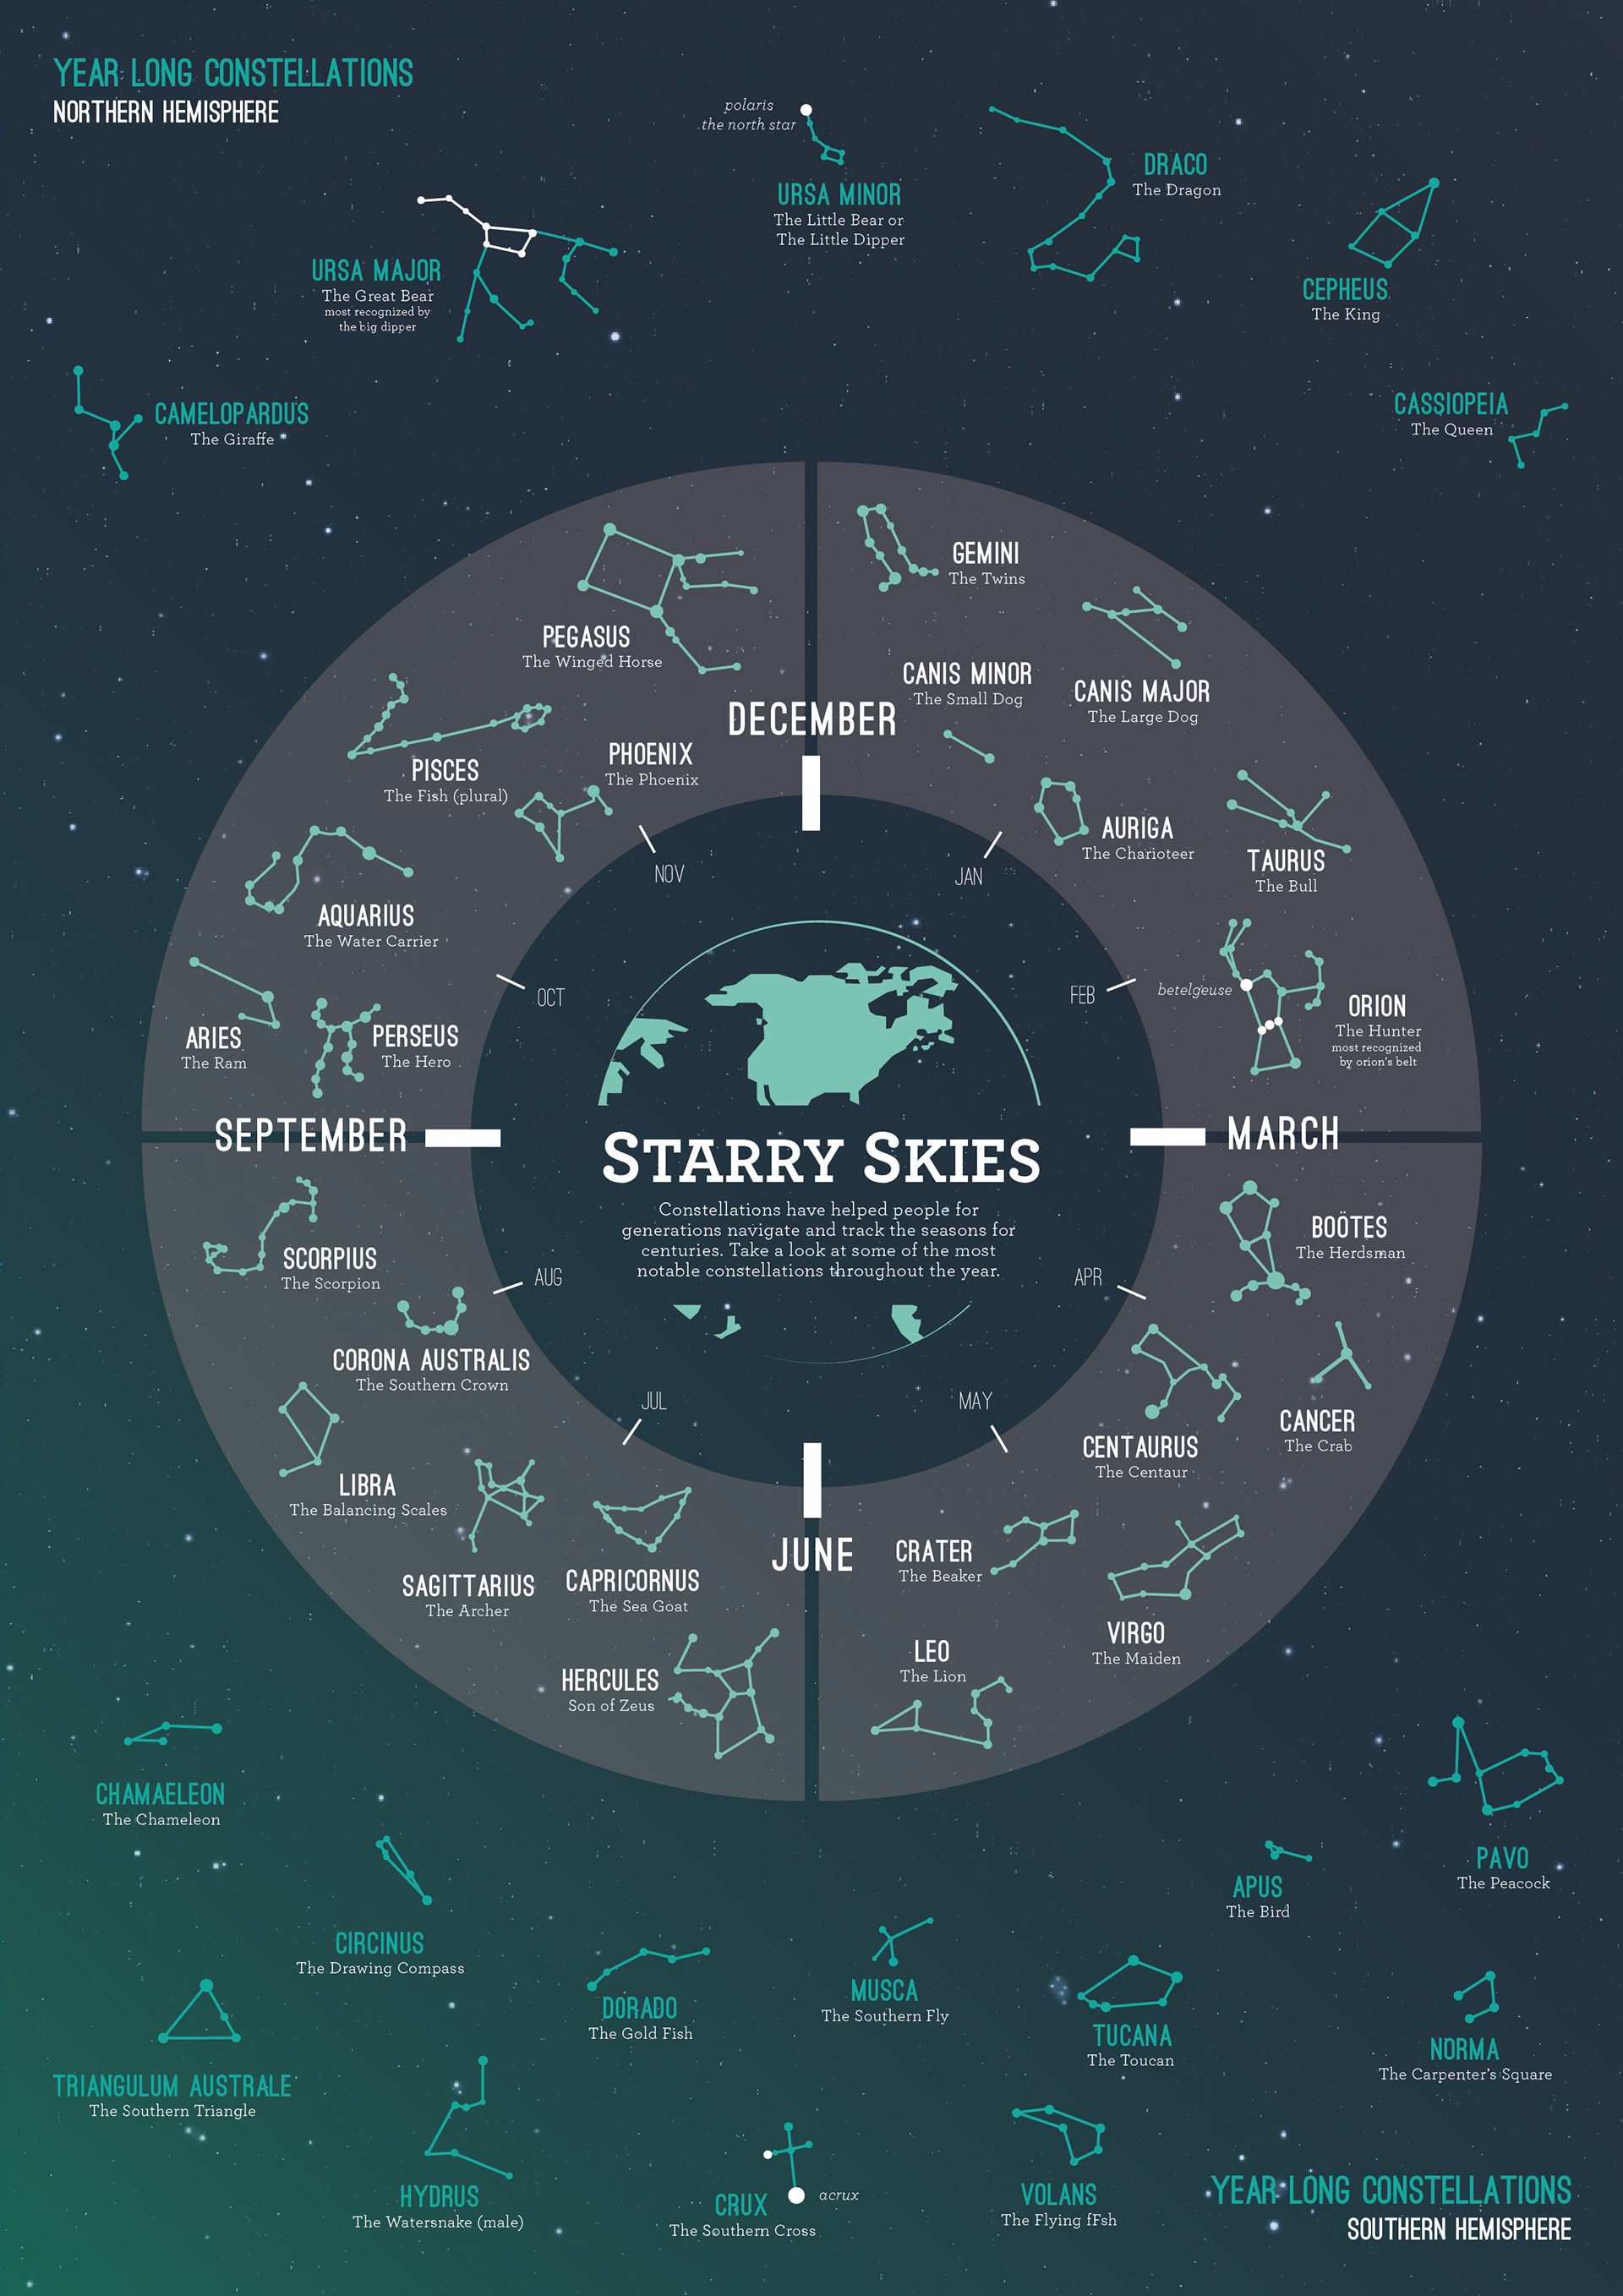 YEAR LONG CONSTELLATIONS
NORTHERN HEMISPHERE
polaris
the north star
URSA MINOR
The Little Bear or
The Little Dipper
DRACO
The Dragon
CEPHEUS
The King
URSA MAJOR
The Great Bear
most recognized by
the big dipper
CAMELOPARDUS
The Giraffe
CASSIOPEIA
The Queen
PEGASUS
The Winged Horse
PISCES
The Fish (plural)
PHOENIX
The Phoenix
AQUARIUS
The Water Carrier
ARIES
The Ram
PERSEUS
The Hero
DECEMBER
GEMINI
The Twins
CANIS MINOR
The Small Dog
CANIS MAJOR
The Large Dog
AURIGA
The Charioteer
TAURUS
The Bull
betelgeuse
ORION
The Hunter
most recognized
by orion's belt
NOV
JAN
OCT
FEB
SEPTEMBER
MARCH
STARRY SKIES
Constellations have helped people for
generations navigate and track the seasons for
centuries. Take a look at some of the most
notable constellations throughout the year.
AUG
APR
JUL
MAY
JUNE
SCORPIUS
The Scorpion
CORONA AUSTRALIS
The Southern Crown
LIBRA
The Balancing Scales
SAGITTARIUS
The Archer
CAPRICORNUS
The Sea Goat
HERCULES
Son of Zeus
BOÖTES
The Herdsman
CENTAURUS
The Centaur
CANCER
The Crab
CRATER
The Beaker
VIRGO
The Maiden
LEO
The Lion
CHAMAELEON
The Chameleon
CIRCINUS
The Drawing Compass
TRIANGULUM AUSTRALE
The Southern Triangle
DORADO
The Gold Fish
MUSCA
The Southern Fly
APUS
The Bird
PAVO
The Peacock
TUCANA
The Toucan
NORMA
The Carpenter's Square
HYDRUS
The Watersnake (male)
CRUX
The Southern Cross
acrux
VOLANS
The Flying fFsh
YEAR LONG CONSTELLATIONS
SOUTHERN HEMISPHERE